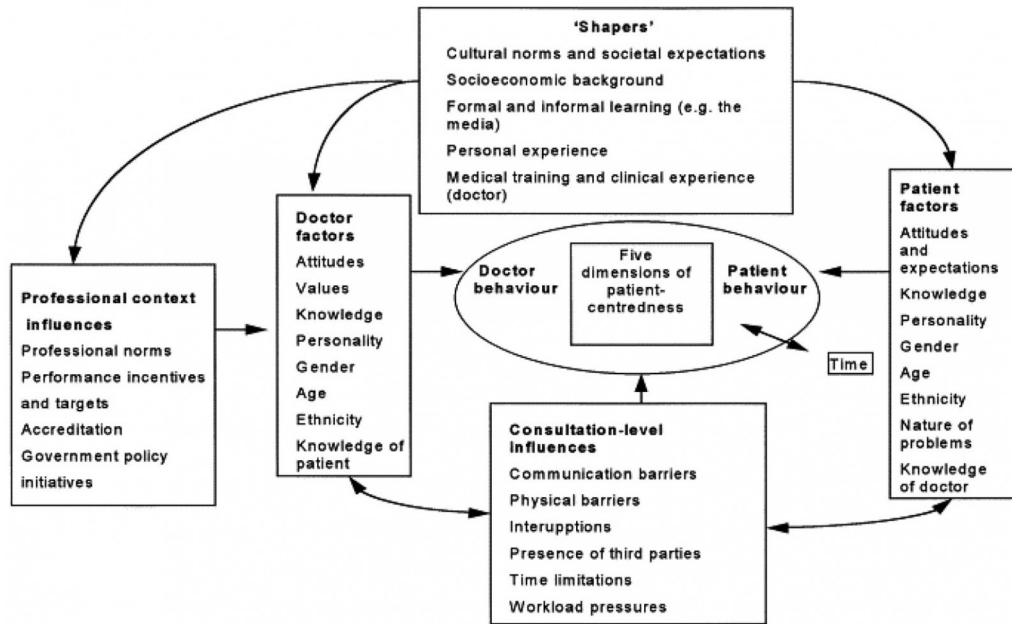 ‘Shapers’
Cultural norms and societal expectations
Socioeconomic background
Formal and informal learning (e.g. the
media)
Personal experience
Medical training and clinical experience
(doctor)
Professional context
influences
Professional norms
Performance incentives
and targets
Accreditation
Government policy
initiatives
Doctor
factors
Attitudes
Values
Knowledge
Personality
Gender
Age
Ethnicity
Knowledge of
patient
Doctor
behaviour
Five
dimensions of
patient-
centredness
Patient
behaviour
Time
Consultation-level
influences
Communication barriers
Physical barriers
Interuptions
Presence of third parties
Time limitations
Workload pressures
Patient
factors
Attitudes
and
expectations
Knowledge
Personality
Gender
Age
Ethnicity
Nature of
problems
Knowledge
of doctor